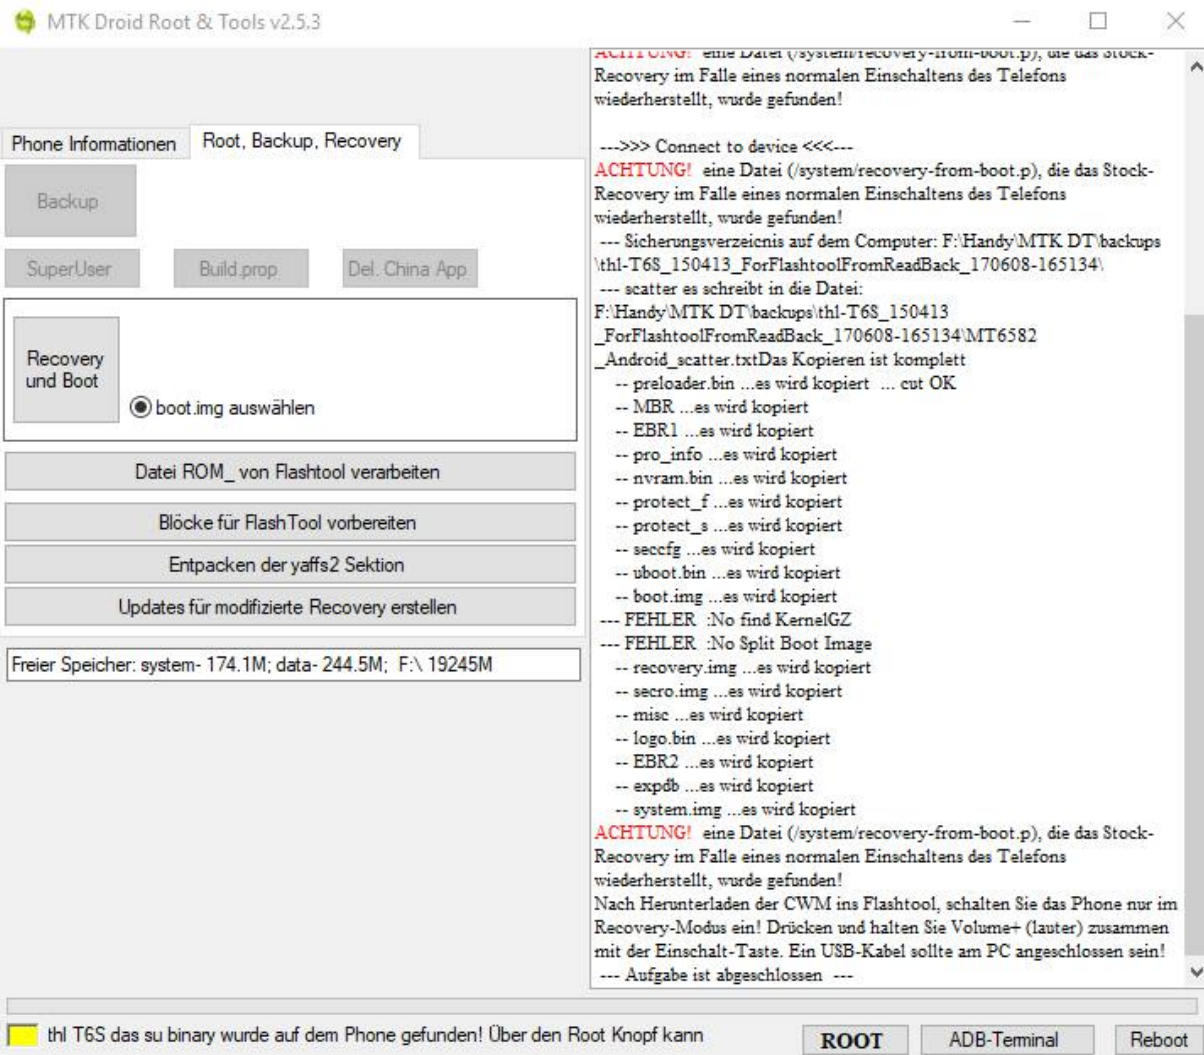 MTK Droid Root & Tools v2.5.3
Phone Informationen
Root, Backup, Recovery
Backup
SuperUser
Build.prop
Del. China App
Recovery
und Boot
boot.img auswählen
Datei ROM_ von Flashtool verarbeiten
Blöcke für FlashTool vorbereiten
Entpacken der yaffs2 Sektion
Updates für modifizierte Recovery erstellen
Freier Speicher: system- 174.1M; data- 244.5M;  F:\ 19245M
ACHTUNG!  eine Datei (/system/recovery-from-boot.p), die das Stock-
Recovery im Falle eines normalen Einschaltens des Telefons
wiederherstellt, wurde gefunden!
--->>> Connect to device <<<---
ACHTUNG!  eine Datei (/system/recovery-from-boot.p), die das Stock-
Recovery im Falle eines normalen Einschaltens des Telefons
wiederherstellt, wurde gefunden!
--- Sicherungsverzeicnis auf dem Computer: F:\Handy\MTK DT\backups
\thl-T6S_150413_ForFlashtoolFromReadBack_170608-165134\
--- scatter es schreibt in die Datei:
F:\Handy\MTK DT\backups\thl-T6S_150413
_ForFlashtoolFromReadBack_170608-165134\MT6582
_Android_scatter.txtDas Kopieren ist komplett
-- preloader.bin ...es wird kopiert  ... cut OK
-- MBR ...es wird kopiert
-- EBR1 ...es wird kopiert
-- pro_info ...es wird kopiert
-- nvram.bin ...es wird kopiert
-- protect_f ...es wird kopiert
-- protect_s ...es wird kopiert
-- seccfg ...es wird kopiert
-- uboot.bin ...es wird kopiert
-- boot.img ...es wird kopiert
--- FEHLER  :No find KernelGZ
--- FEHLER  :No Split Boot Image
-- recovery.img ...es wird kopiert
-- secro.img ...es wird kopiert
-- misc ...es wird kopiert
-- logo.bin ...es wird kopiert
-- EBR2 ...es wird kopiert
-- expdb ...es wird kopiert
-- system.img ...es wird kopiert
ACHTUNG!  eine Datei (/system/recovery-from-boot.p), die das Stock-
Recovery im Falle eines normalen Einschaltens des Telefons
wiederherstellt, wurde gefunden!
Nach Herunterladen der CWM ins Flashtool, schalten Sie das Phone nur im
Recovery-Modus ein! Drücken und halten Sie Volume+ (lauter) zusammen
mit der Einschalt-Taste. Ein USB-Kabel sollte am PC angeschlossen sein!
--- Aufgabe ist abgeschlossen  ---
thl T6S das su binary wurde auf dem Phone gefunden! Über den Root Knopf kann
ROOT
ADB-Terminal
Reboot